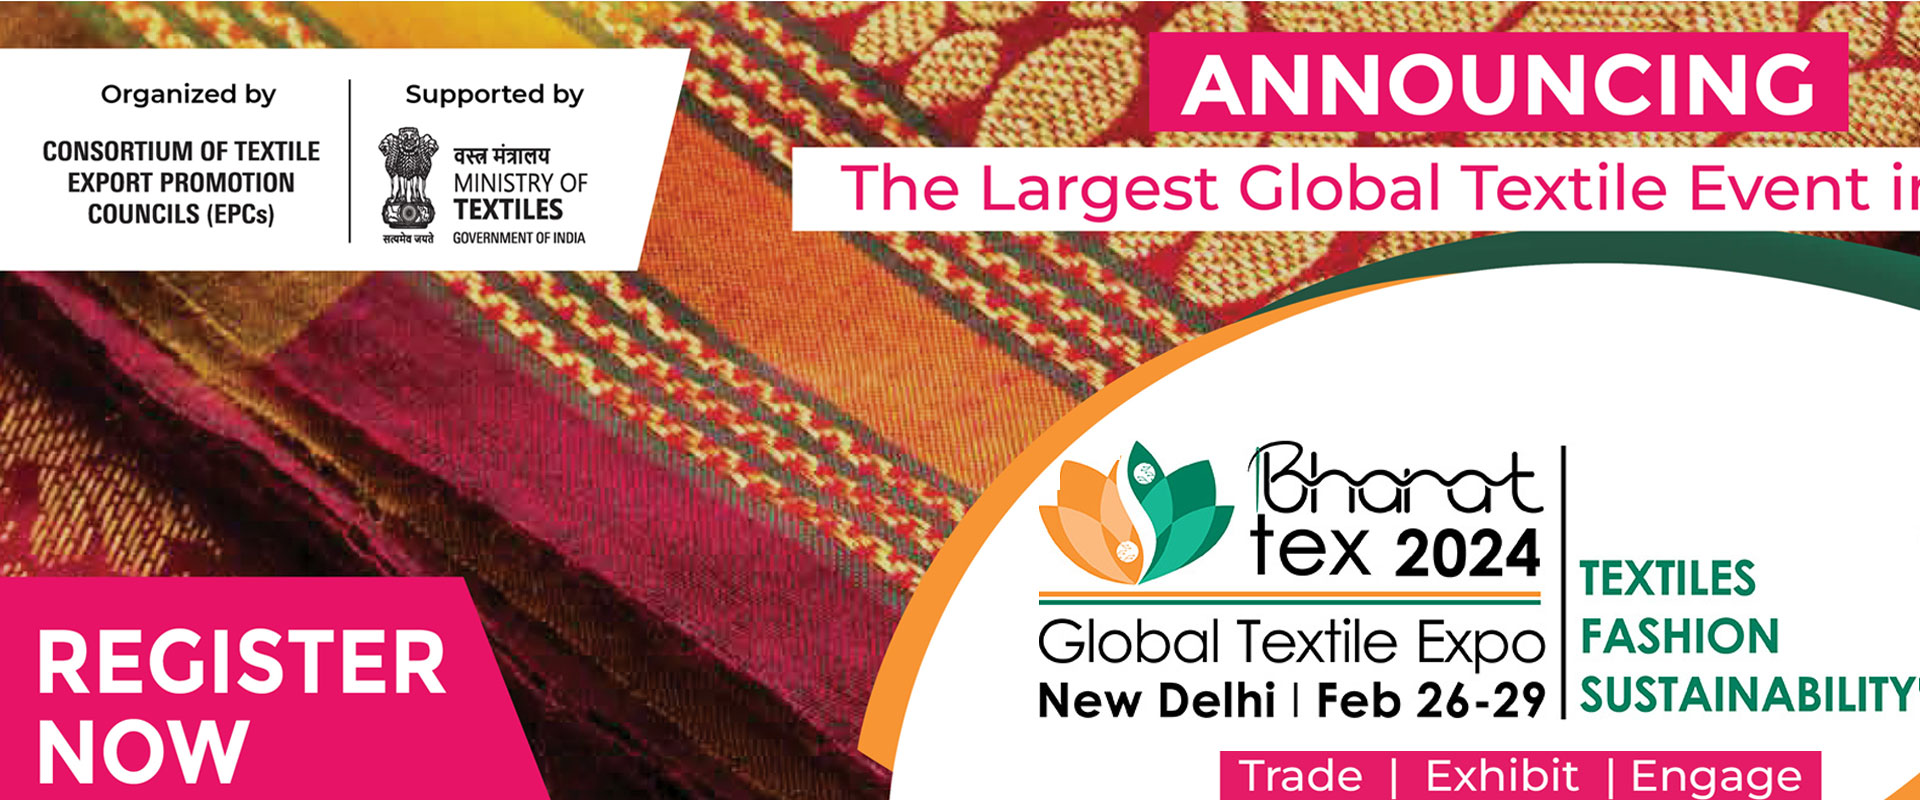 Organized by
CONSORTIUM OF TEXTILE
EXPORT PROMOTION
COUNCILS (EPCs)
Supported by
वस्त्र मंत्रालय
MINISTRY OF
TEXTILES
सत्यमेव जयते
GOVERNMENT OF INDIA
ANNOUNCING
The Largest Global Textile Event in
Bharat
tex 2024
Global Textile Expo
New Delhi | Feb 26-29
TEXTILES
FASHION
SUSTAINABILITY
REGISTER
NOW
Trade | Exhibit | Engage